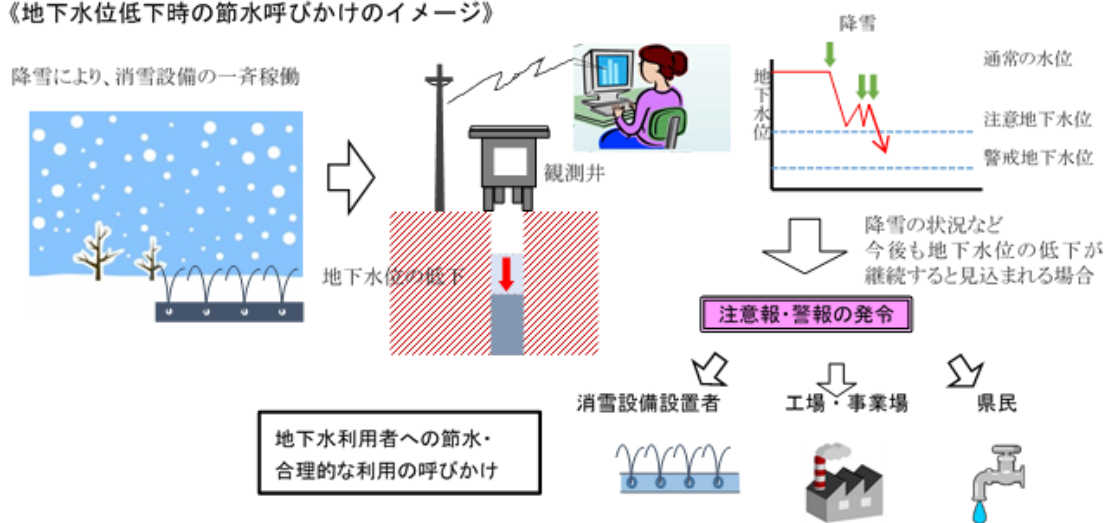 《地下水位低下時の節水呼びかけのイメージ》
降雪により、消雪設備の一斉稼働
観測井
地下水位の低下
降雪
地下水位
通常の水位
注意地下水位
警戒地下水位
降雪の状況など
今後も地下水位の低下が
継続すると見込まれる場合
注意報・警報の発令
消雪設備設置者
工場・事業場
県民
地下水利用者への節水・
合理的な利用の呼びかけ